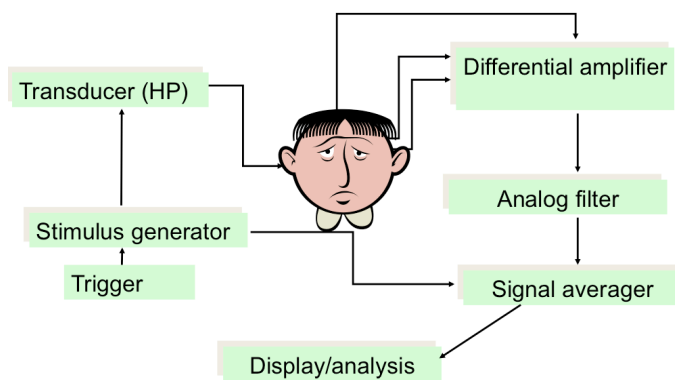 Differential amplifier
Transducer (HP)
Analog filter
Stimulus generator
Trigger
Signal averager
Display/analysis